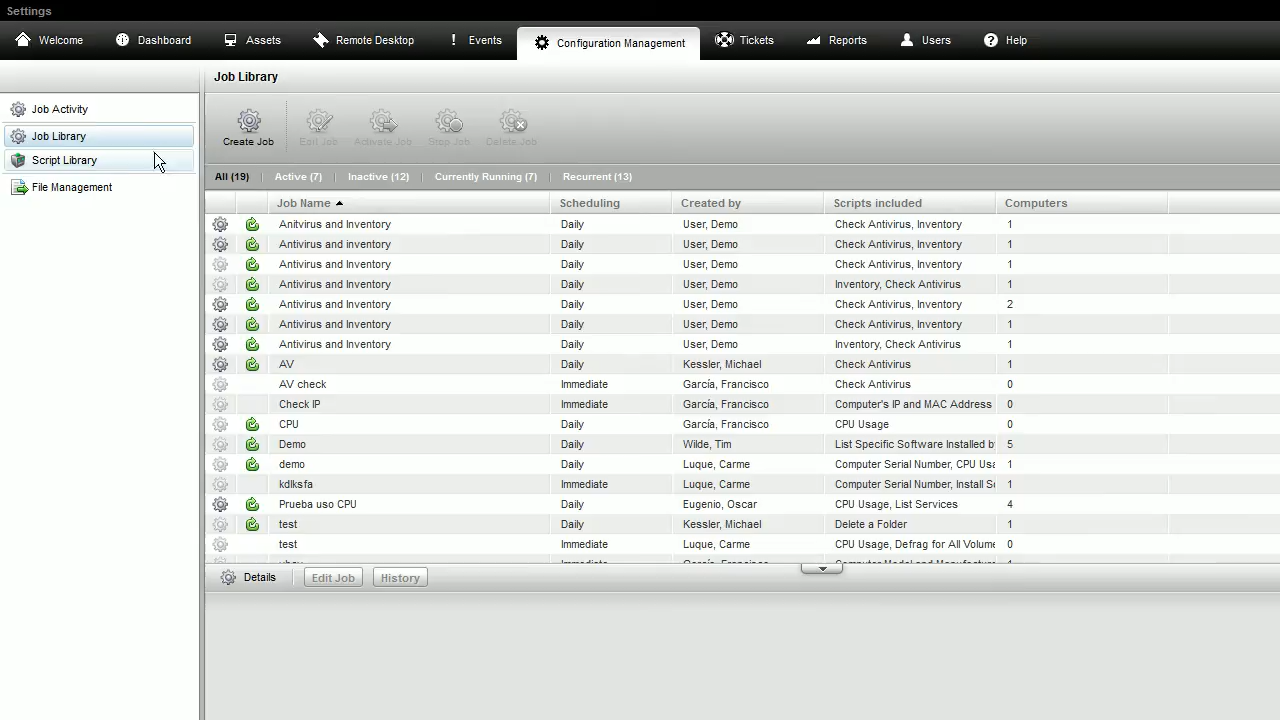 Settings
Welcome Dashboard Assets Remote Desktop Events Configuration Management Tickets Reports Users Help
Job Library
Job Activity
Job Library
Script Library
File Management
Create Job Edit Job Activate Job Stop Job Delete Job
All (19) Active (7) Inactive (12) Currently Running (7) Recurrent (13)
Job Name Scheduling Created by Scripts included Computers
Anitvirus and Inventory Daily User, Demo Check Antivirus, Inventory 1
Antivirus and inventory Daily User, Demo Check Antivirus, Inventory 1
Antivirus and Inventory Daily User, Demo Check Antivirus, Inventory 1
Antivirus and Inventory Daily User, Demo Inventory, Check Antivirus 1
Antivirus and Inventory Daily User, Demo Check Antivirus, Inventory 2
Antivirus and Inventory Daily User, Demo Check Antivirus, Inventory 1
Antivirus and Inventory Daily User, Demo Inventory, Check Antivirus 1
AV Daily Kessler, Michael Check Antivirus 1
AV check Immediate García, Francisco Check Antivirus 0
Check IP Immediate García, Francisco Computer's IP and MAC Address 0
CPU Daily García, Francisco CPU Usage 0
Demo Daily Wilde, Tim List Specific Software Installed b 5
demo Daily Luque, Carme Computer Serial Number, CPU Usa 1
kdlksfa Immediate Luque, Carme Computer Serial Number, Install S 1
Prueba uso CPU Daily Eugenio, Oscar CPU Usage, List Services 4
test Daily Kessler, Michael Delete a Folder 1
test Immediate Luque, Carme CPU Usage, Defrag for All Volume 0
Details Edit Job History